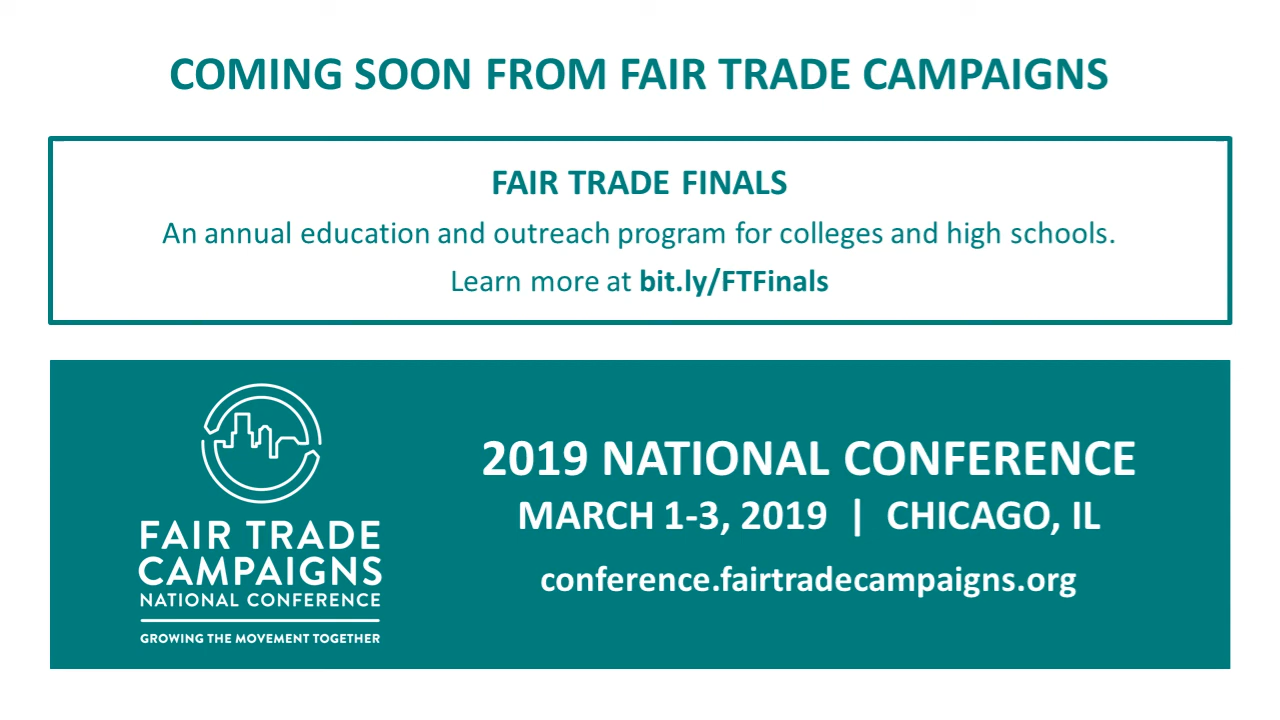 COMING SOON FROM FAIR TRADE CAMPAIGNS
FAIR TRADE FINALS
An annual education and outreach program for colleges and high schools.
Learn more at bit.ly/FTFinals
FAIR TRADE
CAMPAIGNS
NATIONAL CONFERENCE
GROWING THE MOVEMENT TOGETHER
2019 NATIONAL CONFERENCE
MARCH 1-3, 2019 | CHICAGO, IL
conference.fairtradecampaigns.org